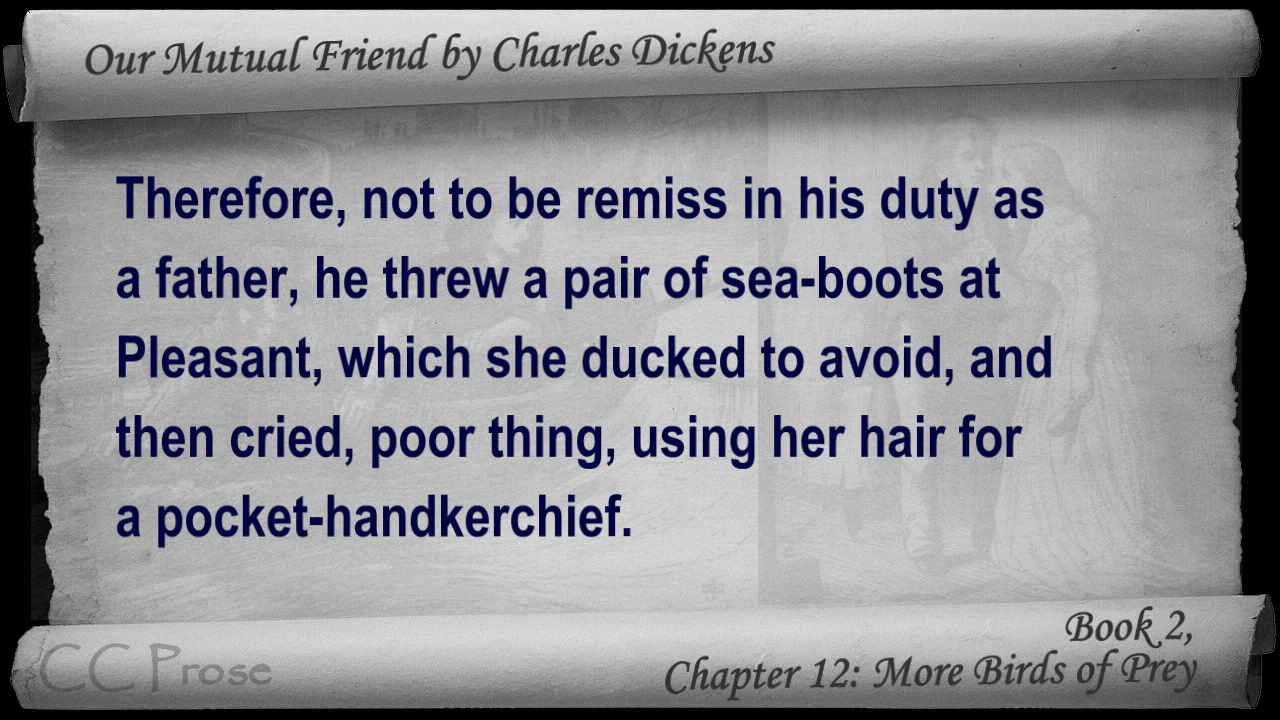 Our Mutual Friend by Charles Dickens
Therefore, not to be remiss in his duty as
a father, he threw a pair of sea-boots at
Pleasant, which she ducked to avoid, and
then cried, poor thing, using her hair for
a pocket-handkerchief.
Book 2,
Chapter 12: More Birds of Prey
CC Prose